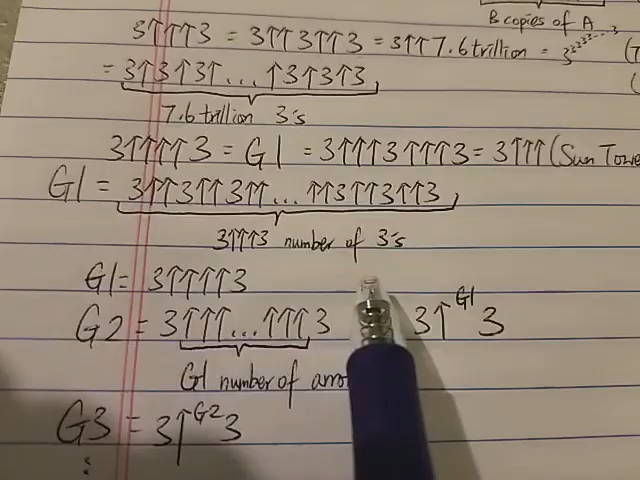 B copies of A
3↑↑↑3 = 3↑↑3↑↑3 = 3↑↑7.6 trillion = 3^3^3^3^...3
= 3↑3↑3↑...↑3↑3↑3
7.6 trillion 3's
3↑↑↑↑3 = G1 = 3↑↑↑3↑↑↑3 = 3↑↑↑(Sun Towe
G1 = 3↑↑3↑↑3↑↑...↑↑3↑↑3↑↑3
3↑↑↑3 number of 3's
G1 = 3↑↑↑↑3
G2 = 3↑↑↑...↑↑↑3 3↑^G1 3
G1 number of arro
G3 = 3↑^G2 3
: